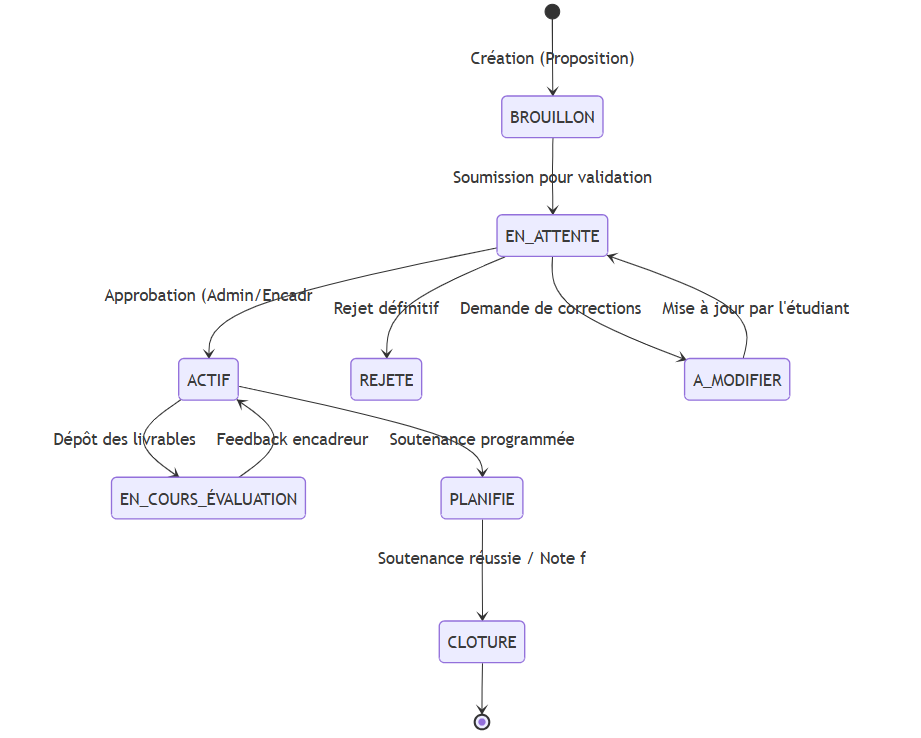 Création (Proposition)
BROUILLON
Soumission pour validation
EN_ATTENTE
Approbation (Admin/Encadr
Rejet définitif
Demande de corrections
Mise à jour par l'étudiant
ACTIF
REJETE
A_MODIFIER
Dépôt des livrables
Feedback encadreur
Soutenance programmée
EN_COURS_ÉVALUATION
PLANIFIE
Soutenance réussie / Note f
CLOTURE